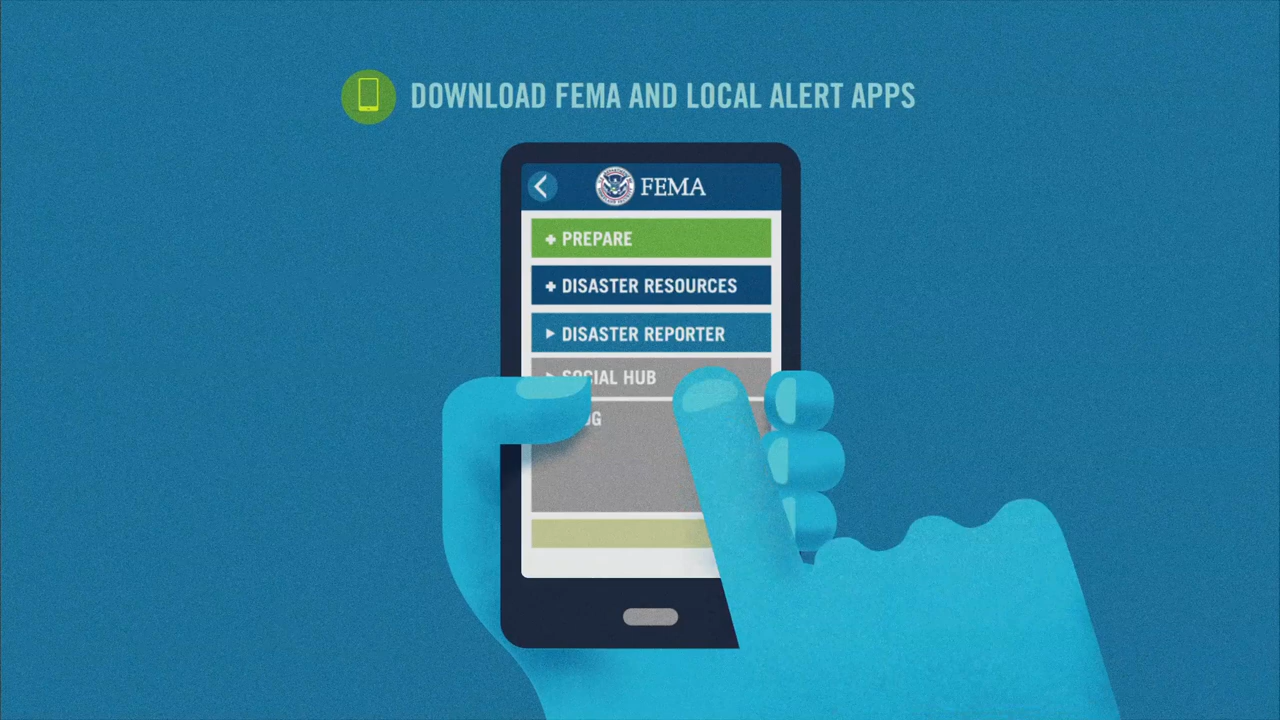 DOWNLOAD FEMA AND LOCAL ALERT APPS
FEMA
+ PREPARE
+ DISASTER RESOURCES
DISASTER REPORTER
SOCIAL HUB